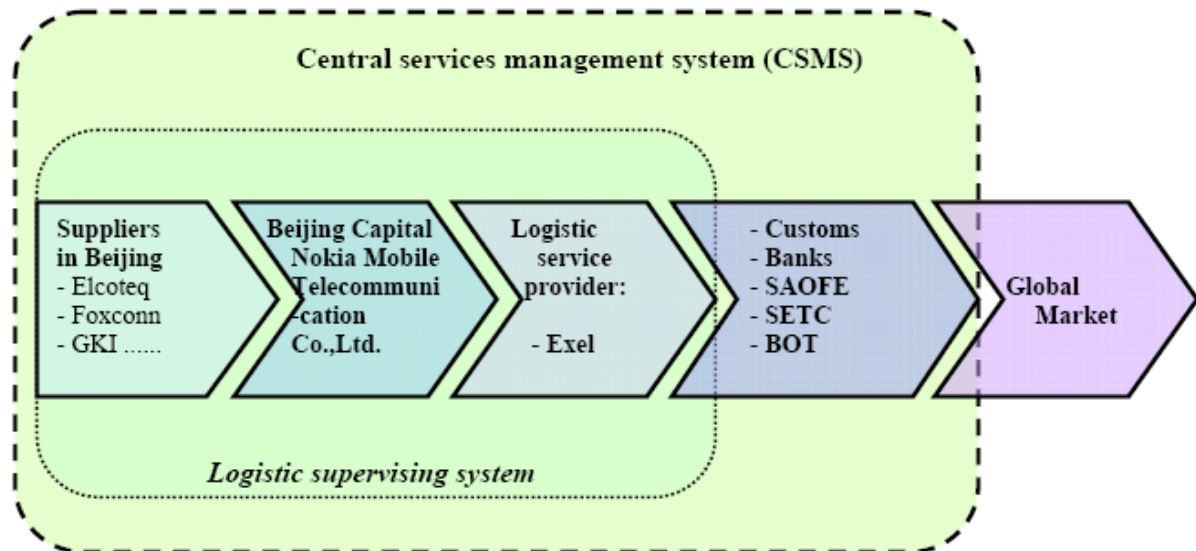 Central services management system (CSMS)
Suppliers
in Beijing
- Elcoteq
- Foxconn
- GKI ......
Beijing Capital
Nokia Mobile
Telecommuni
-cation
Co.,Ltd.
Logistic
service
provider:
- Exel
- Customs
- Banks
- SAOFE
- SETC
- BOT
Global
Market
Logistic supervising system